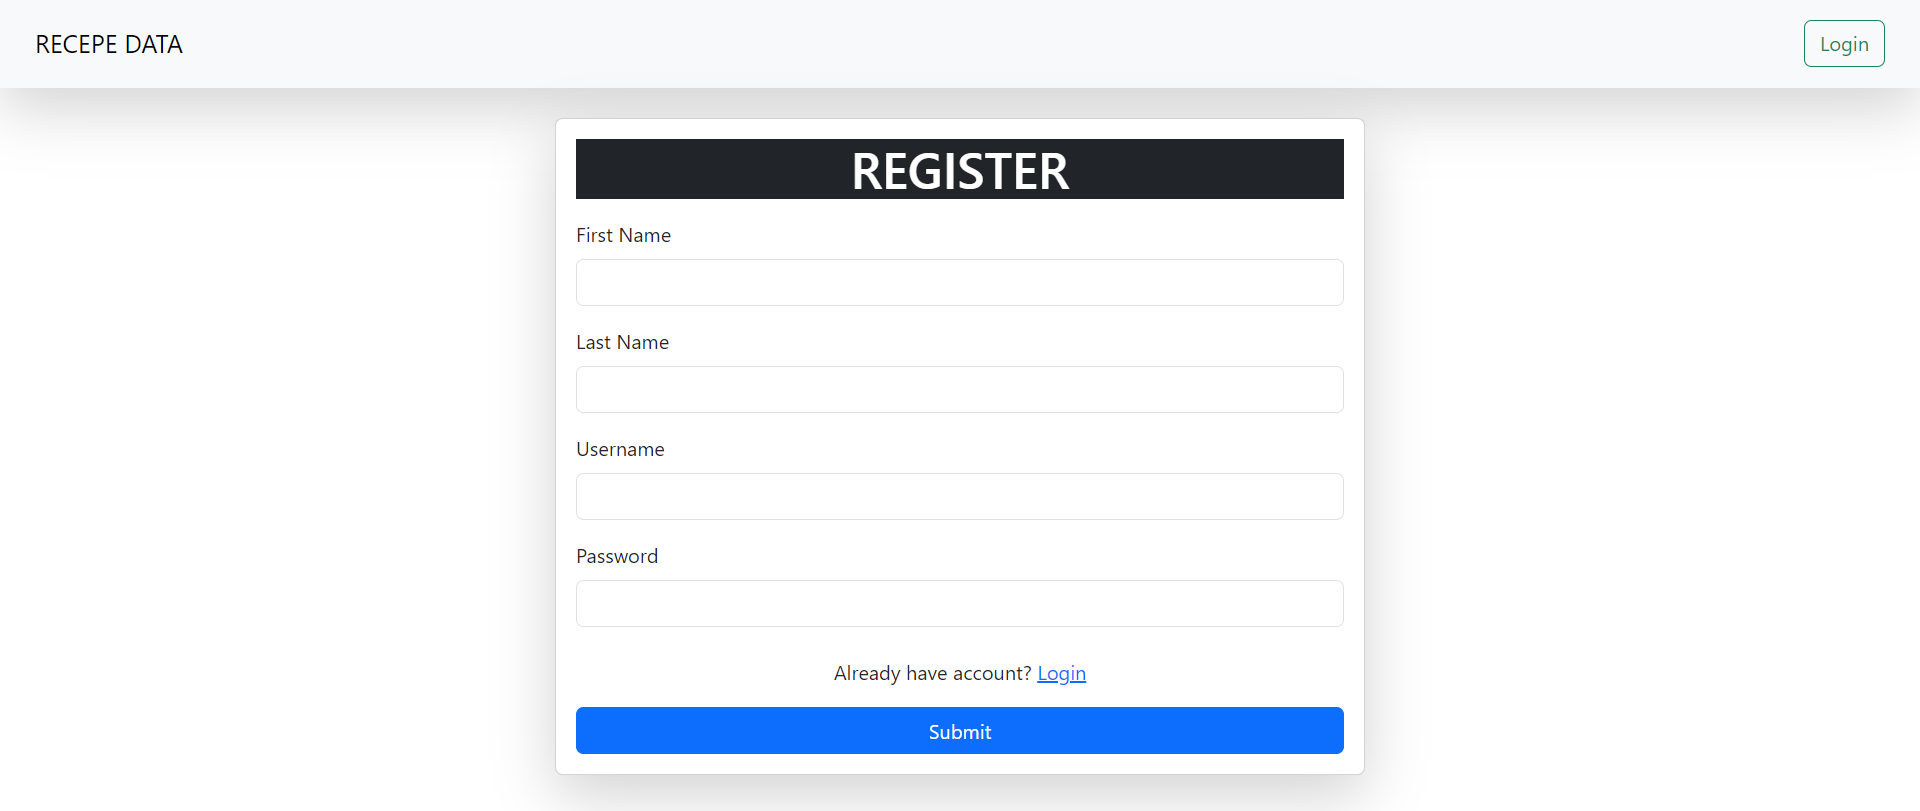 RECEPE DATA
Login
REGISTER
First Name
Last Name
Username
Password
Already have account? Login
Submit